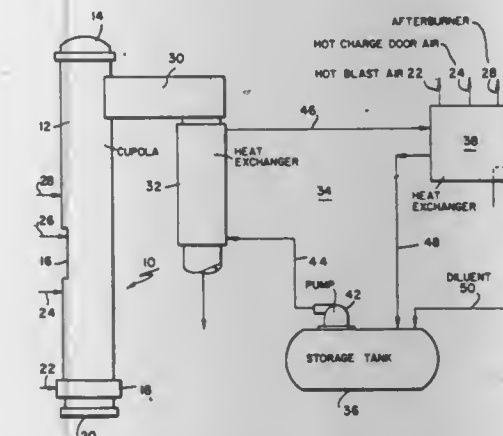 AFTERBURNER
HOT CHARGE DOOR AIR
HOT BLAST AIR 22 24 28
14
30
12
CUPOLA
46
38
HEAT EXCHANGER
32
34
HEAT EXCHANGER
28
26
16
10
24
44
48
PUMP
42
DILUENT
50
STORAGE TANK
22
18
36
20